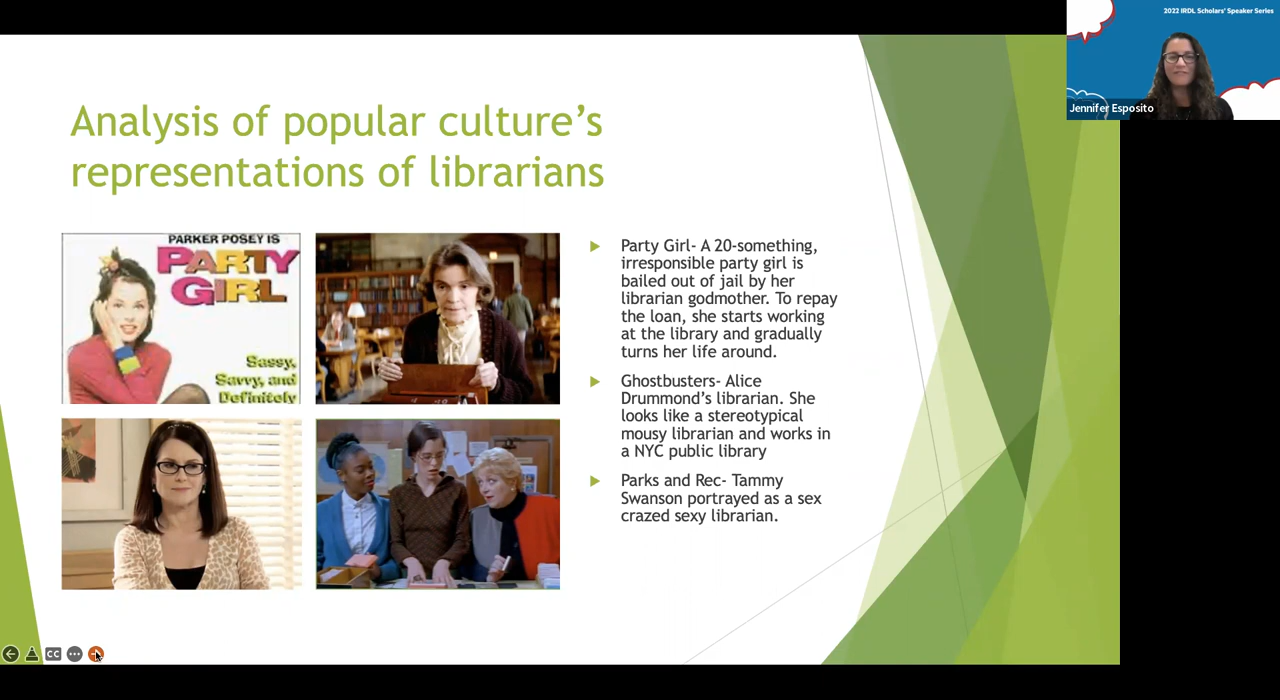 2022 IRDL Scholars' Speaker Series
Jennifer Esposito
Analysis of popular culture's
representations of librarians
PARKER POSEY IS
PARTY
GIRL
Sassy,
Savvy, and
Definitely
Party Girl- A 20-something,
irresponsible party girl is
bailed out of jail by her
librarian godmother. To repay
the loan, she starts working
at the library and gradually
turns her life around.
Ghostbusters- Alice
Drummond's librarian. She
looks like a stereotypical
mousy librarian and works in
a NYC public library
Parks and Rec- Tammy
Swanson portrayed as a sex
crazed sexy librarian.
CC